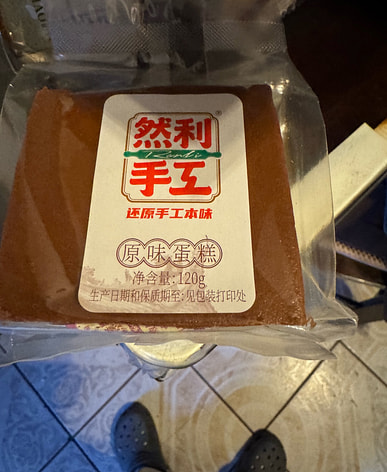 然利®
Ranli
手工
还原手工本味
原味蛋糕
净含量:120g
生产日期和保质期至:见包装打印处